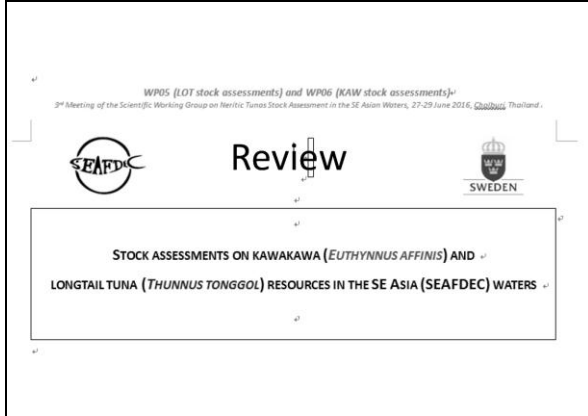 WP05 (LOT stock assessments) and WP06 (KAW stock assessments)
3rd Meeting of the Scientific Working Group on Neritic Tunas Stock Assessment in the SE Asian Waters, 27-29 June 2016, Cholburi, Thailand.
SEAFDEC
Review
SWEDEN
STOCK ASSESSMENTS ON KAWAKAWA (EUTHYNNUS AFFINIS) AND
LONGTAIL TUNA (THUNNUS TONGGOL) RESOURCES IN THE SE ASIA (SEAFDEC) WATERS